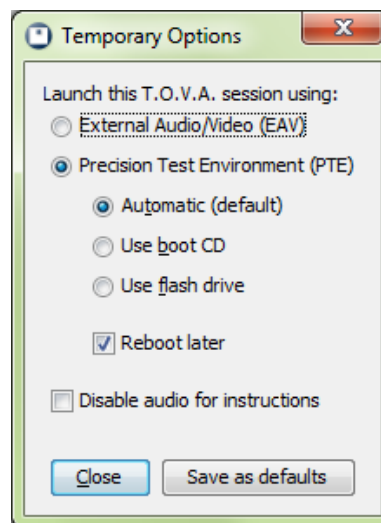 Temporary Options
Launch this T.O.V.A. session using:
External Audio/Video (EAV)
Precision Test Environment (PTE)
Automatic (default)
Use boot CD
Use flash drive
Reboot later
Disable audio for instructions
Close Save as defaults